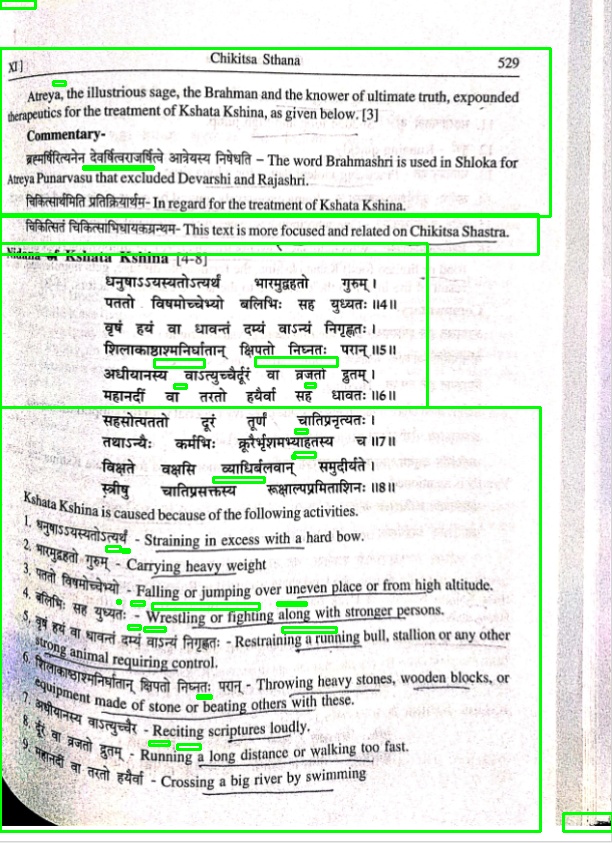 XI]
Chikitsa Sthana
529
Atreya, the illustrious sage, the Brahman and the knower of ultimate truth, expounded
therapeutics for the treatment of Kshata Kshina, as given below. [3]
Commentary-
ब्रह्मर्षिरित्यनेन देवर्षित्वराजर्षित्वे आत्रेयस्य निषेधति – The word Brahmashri is used in Shloka for
Atreya Punarvasu that excluded Devarshi and Rajashri.
चिकित्सार्थमिति प्रतिक्रियार्थम- In regard for the treatment of Kshata Kshina.
चिकित्सितं चिकित्साभिधायकग्रन्थम- This text is more focused and related on Chikitsa Shastra.
Nidana of Kshata Kshina [4-8]
धनुषाऽऽयस्यतोऽत्यर्थं भारमुद्वहतो गुरुम् ।
पततो विषमोच्चेभ्यो बलिभिः सह युध्यतः ॥4॥
वृषं हयं वा धावन्तं दम्यं वाऽन्यं निगृह्णतः ।
शिलाकाष्ठाश्मनिर्घातान् क्षिपतो निघ्नतः परान् ॥5॥
अधीयानस्य वाऽत्युच्चैर्दूरं वा व्रजतो द्रुतम् ।
महानदीं वा तरतो हयैर्वा सह धावतः ॥6॥
सहसोत्पततो दूरं तूर्णं चातिप्रनृत्यतः ।
तथाऽन्यैः कर्मभिः क्रूरैर्भृशमभ्याहतस्य च ॥7॥
विक्षते वक्षसि व्याधिर्बलवान् समुदीर्यते ।
स्त्रीषु चातिप्रसक्तस्य रूक्षाल्पप्रमिताशिनः ॥8॥
Kshata Kshina is caused because of the following activities.
1. धनुषाऽऽयस्यतोऽत्यर्थं - Straining in excess with a hard bow.
2. भारमुद्वहतो गुरुम् - Carrying heavy weight
3. पततो विषमोच्चेभ्यो - Falling or jumping over uneven place or from high altitude.
4. बलिभिः सह युध्यतः - Wrestling or fighting along with stronger persons.
5. वृषं हयं वा धावन्तं दम्यं वाऽन्यं निगृह्णतः - Restraining a running bull, stallion or any other
strong animal requiring control.
6. शिलाकाष्ठाश्मनिर्घातान् क्षिपतो निघ्नतः परान् - Throwing heavy stones, wooden blocks, or
equipment made of stone or beating others with these.
7. अधीयानस्य वाऽत्युच्चैर - Reciting scriptures loudly.
8. र्दूरं वा व्रजतो द्रुतम् - Running a long distance or walking too fast.
9. महानदीं वा तरतो हयैर्वा - Crossing a big river by swimming